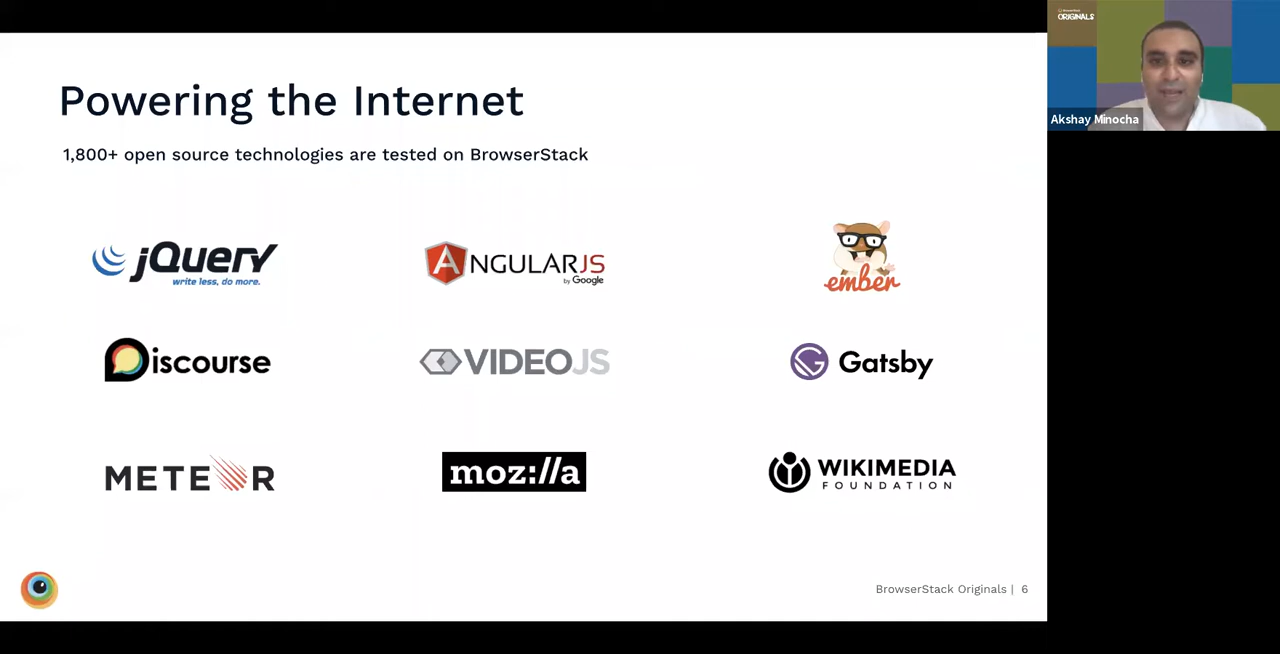 Powering the Internet
1,800+ open source technologies are tested on BrowserStack
jQuery
write less, do more.
ANGULARJS
by Google
ember
Discourse
VIDEOJS
Gatsby
METEOR
moz://a
WIKIMEDIA
FOUNDATION
BrowserStack Originals | 6
BrowserStack
ORIGINALS
Akshay Minocha